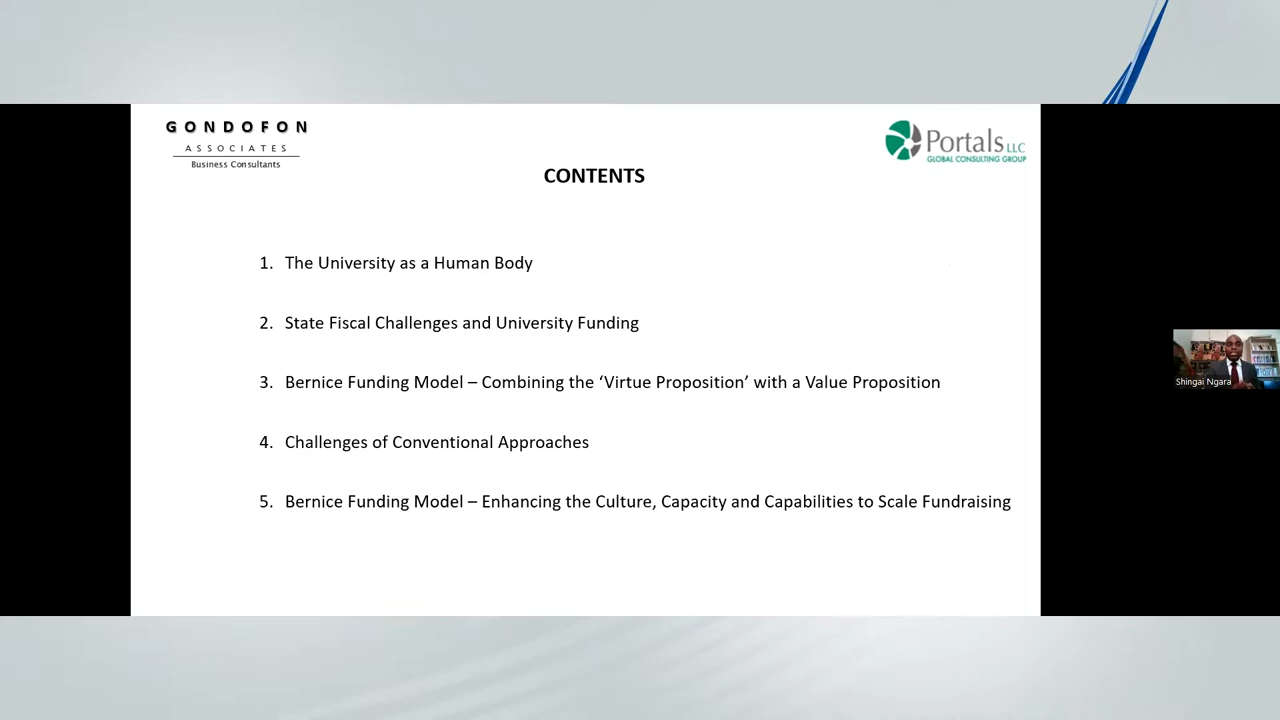 GONDOFON
ASSOCIATES
Business Consultants
Portals LLC
GLOBAL CONSULTING GROUP
CONTENTS
1. The University as a Human Body
2. State Fiscal Challenges and University Funding
3. Bernice Funding Model – Combining the ‘Virtue Proposition’ with a Value Proposition
4. Challenges of Conventional Approaches
5. Bernice Funding Model – Enhancing the Culture, Capacity and Capabilities to Scale Fundraising
Shingai Ngara